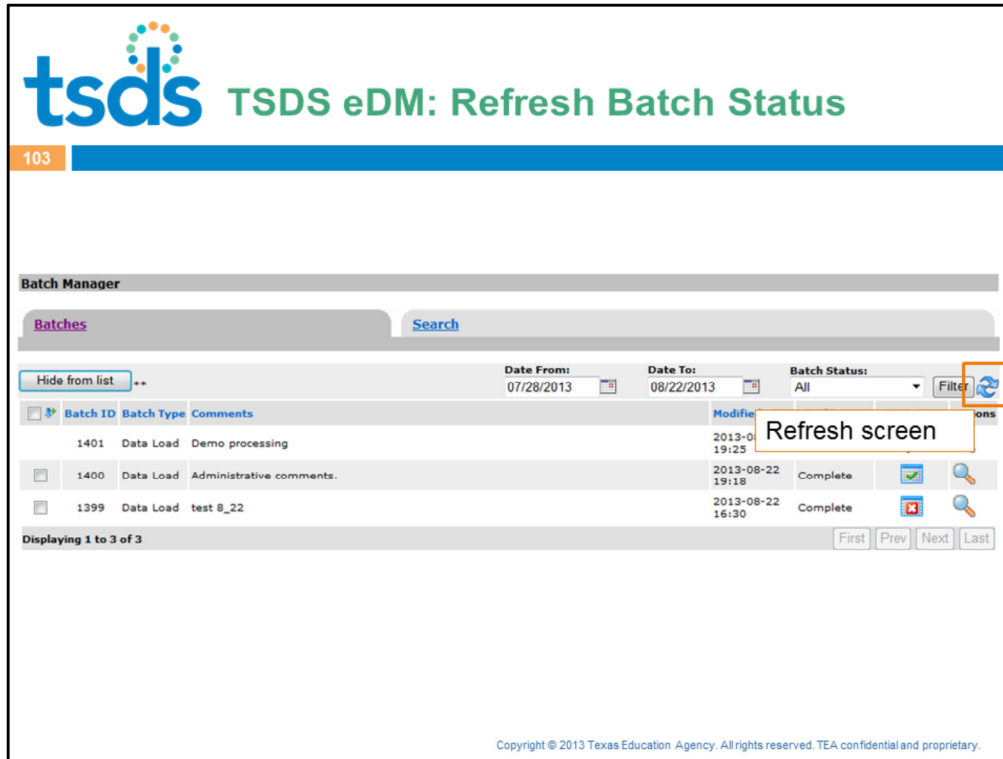 tsds TSDS eDM: Refresh Batch Status
103
Batch Manager
Batches Search
Hide from list ** Date From: 07/28/2013 Date To: 08/22/2013 Batch Status: All Filter
Batch ID Batch Type Comments
1401 Data Load Demo processing 19:25
Refresh screen
1400 Data Load Administrative comments. 2013-08-22 19:18 Complete
1399 Data Load test 8_22 2013-08-22 16:30 Complete
Displaying 1 to 3 of 3 First Prev Next Last
Copyright © 2013 Texas Education Agency. All rights reserved. TEA confidential and proprietary.